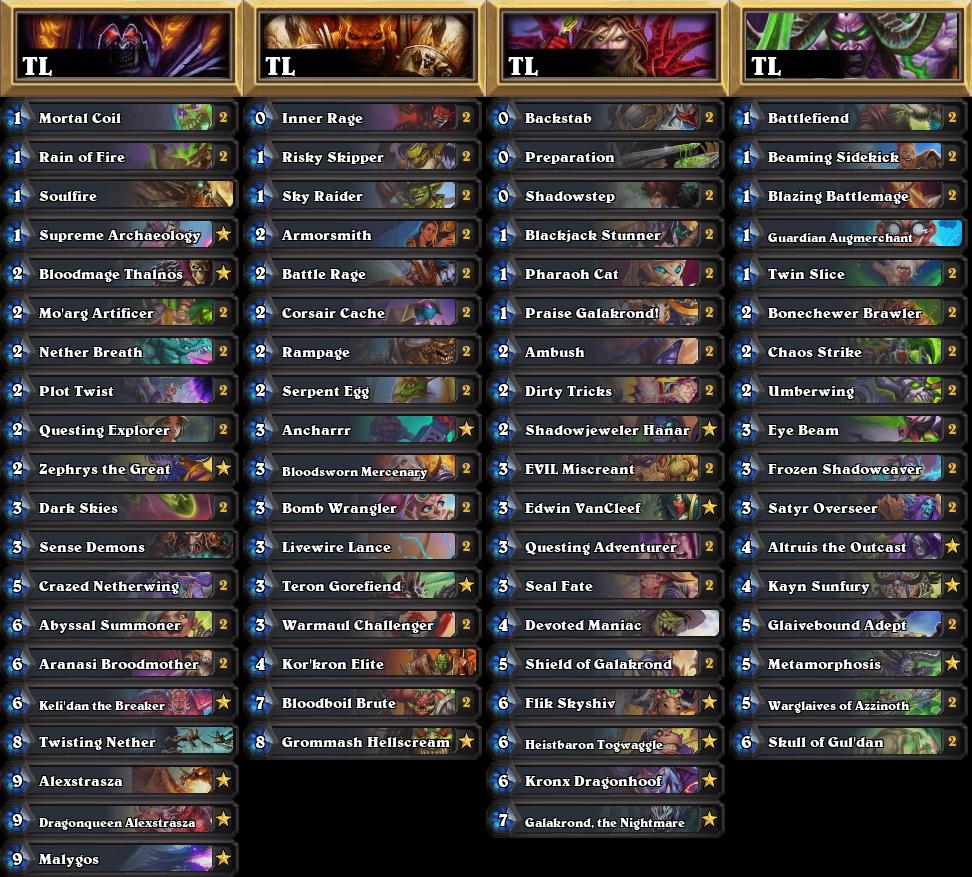 TL
1 Mortal Coil 2
1 Rain of Fire 2
1 Soulfire
1 Supreme Archaeology
2 Bloodmage Thalnos
2 Mo'arg Artificer 2
2 Nether Breath 2
2 Plot Twist 2
2 Questing Explorer 2
2 Zephrys the Great
3 Dark Skies 2
3 Sense Demons
5 Crazed Netherwing 2
6 Abyssal Summoner 2
6 Aranasi Broodmother 2
6 Keli'dan the Breaker
8 Twisting Nether
9 Alexstrasza
9 Dragonqueen Alexstrasza
9 Malygos
TL
0 Inner Rage 2
1 Risky Skipper 2
1 Sky Raider 2
2 Armorsmith 2
2 Battle Rage 2
2 Corsair Cache 2
2 Rampage 2
2 Serpent Egg 2
3 Ancharrr
3 Bloodsworn Mercenary 2
3 Bomb Wrangler 2
3 Livewire Lance 2
3 Teron Gorefiend
3 Warmaul Challenger 2
4 Kor'kron Elite
7 Bloodboil Brute 2
8 Grommash Hellscream
TL
0 Backstab 2
0 Preparation
0 Shadowstep 2
1 Blackjack Stunner 2
1 Pharaoh Cat 2
1 Praise Galakrond! 2
2 Ambush 2
2 Dirty Tricks 2
2 Shadowjeweler Hanar
3 EVIL Miscreant 2
3 Edwin VanCleef
3 Questing Adventurer 2
3 Seal Fate 2
4 Devoted Maniac
5 Shield of Galakrond 2
6 Flik Skyshiv
6 Heistbaron Togwaggle
6 Kronx Dragonhoof
7 Galakrond, the Nightmare
TL
1 Battlefiend 2
1 Beaming Sidekick 2
1 Blazing Battlemage 2
1 Guardian Augmerchant
1 Twin Slice 2
2 Bonechewer Brawler 2
2 Chaos Strike 2
2 Umberwing 2
3 Eye Beam 2
3 Frozen Shadoweaver 2
3 Satyr Overseer 2
4 Altruis the Outcast
4 Kayn Sunfury
5 Glaivebound Adept 2
5 Metamorphosis
5 Warglaives of Azzinoth 2
6 Skull of Gul'dan 2